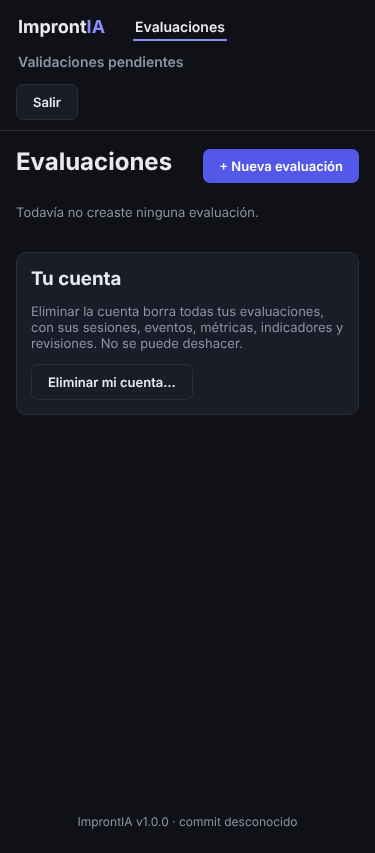 ImprontIA Evaluaciones
Validaciones pendientes
Salir
Evaluaciones
+ Nueva evaluación
Todavía no creaste ninguna evaluación.
Tu cuenta
Eliminar la cuenta borra todas tus evaluaciones,
con sus sesiones, eventos, métricas, indicadores y
revisiones. No se puede deshacer.
Eliminar mi cuenta...
ImprontIA v1.0.0 · commit desconocido